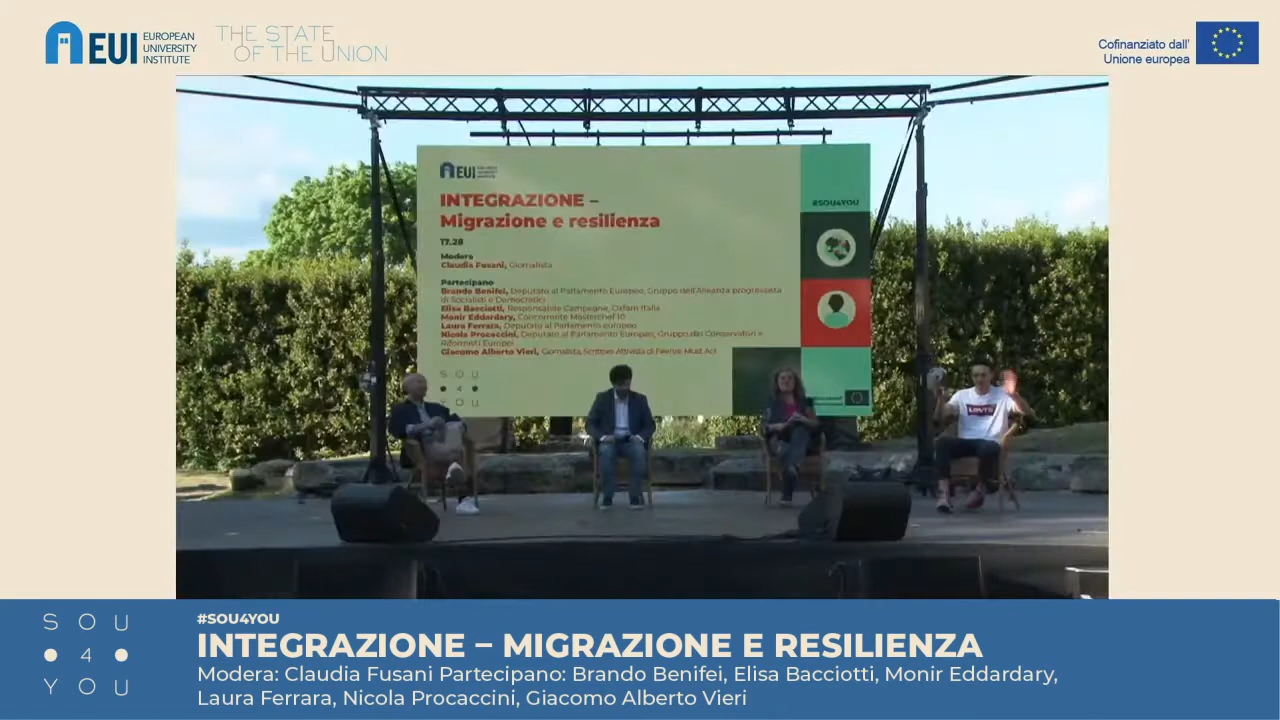 EUI
EUROPEAN
UNIVERSITY
INSTITUTE
THE STATE
OF THE UNION
Cofinanziato dall'
Unione europea
EUI
INTEGRAZIONE –
Migrazione e resilienza
#SOU4YOU
17.28
Modera
Claudia Fusani, Giornalista
Partecipano
Brando Benifei, Deputato al Parlamento Europeo, Gruppo dell'Alleanza progressista
di Socialisti e Democratici
Elisa Bacciotti, Responsabile Campagne, Oxfam Italia
Monir Eddardary, Concorrente Masterchef 10
Laura Ferrara, Deputato al Parlamento europeo
Nicola Procaccini, Deputato al Parlamento Europeo, Gruppo dei Conservatori e
Riformisti Europei
Giacomo Alberto Vieri, Giornalista, Scrittore Attivista di
S O U
4
Y O U
LEVI'S
S O U
4
Y O U
#SOU4YOU
INTEGRAZIONE – MIGRAZIONE E RESILIENZA
Modera: Claudia Fusani Partecipano: Brando Benifei, Elisa Bacciotti, Monir Eddardary,
Laura Ferrara, Nicola Procaccini, Giacomo Alberto Vieri